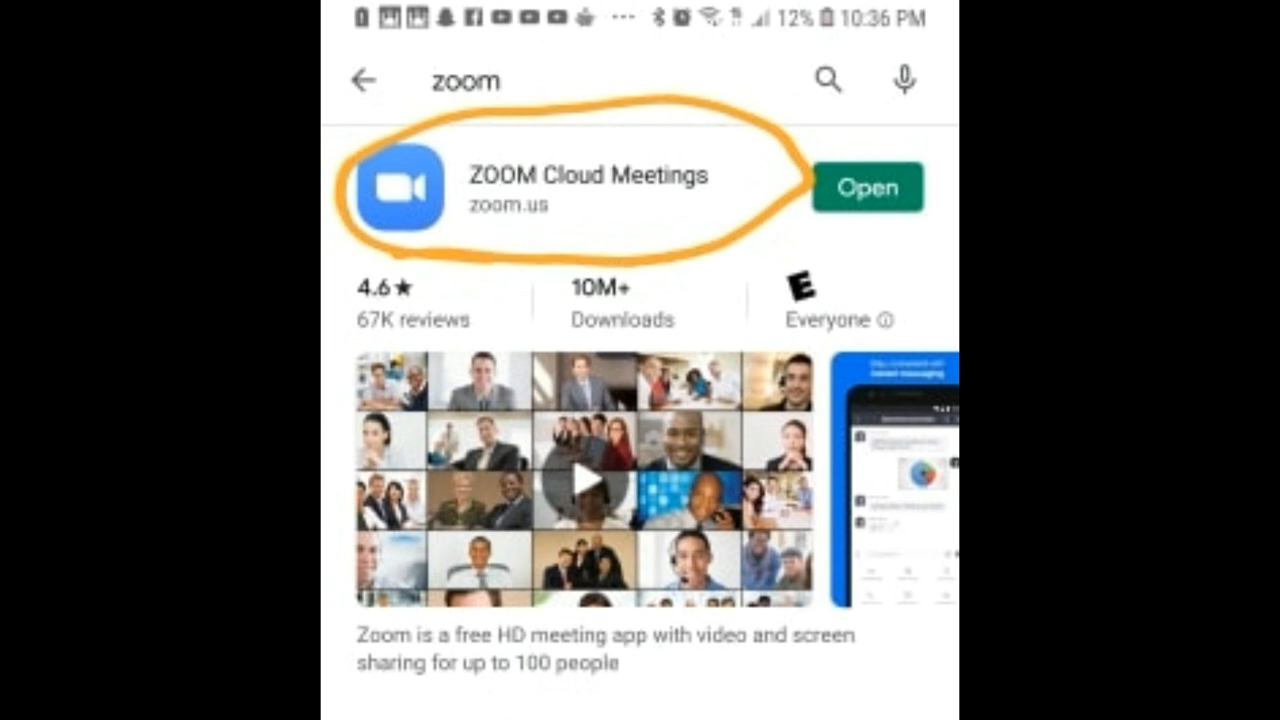 12% 10:36 PM
zoom
ZOOM Cloud Meetings
zoom.us
Open
4.6★ 10M+ E
67K reviews Downloads Everyone
Zoom is a free HD meeting app with video and screen
sharing for up to 100 people